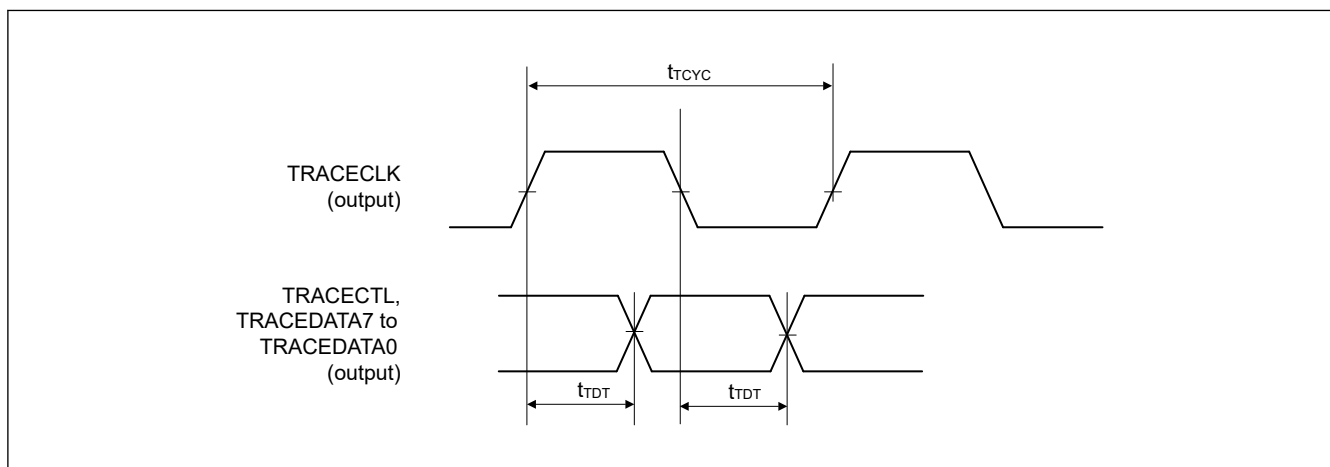 tTCYC
TRACECLK
(output)
TRACECTL,
TRACEDATA7 to
TRACEDATA0
(output)
tTDT
tTDT